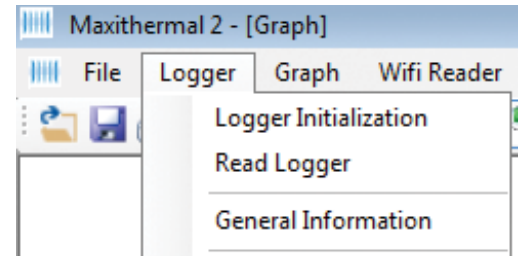 Maxithermal 2 - [Graph]
File Logger Graph Wifi Reader
Logger Initialization
Read Logger
General Information